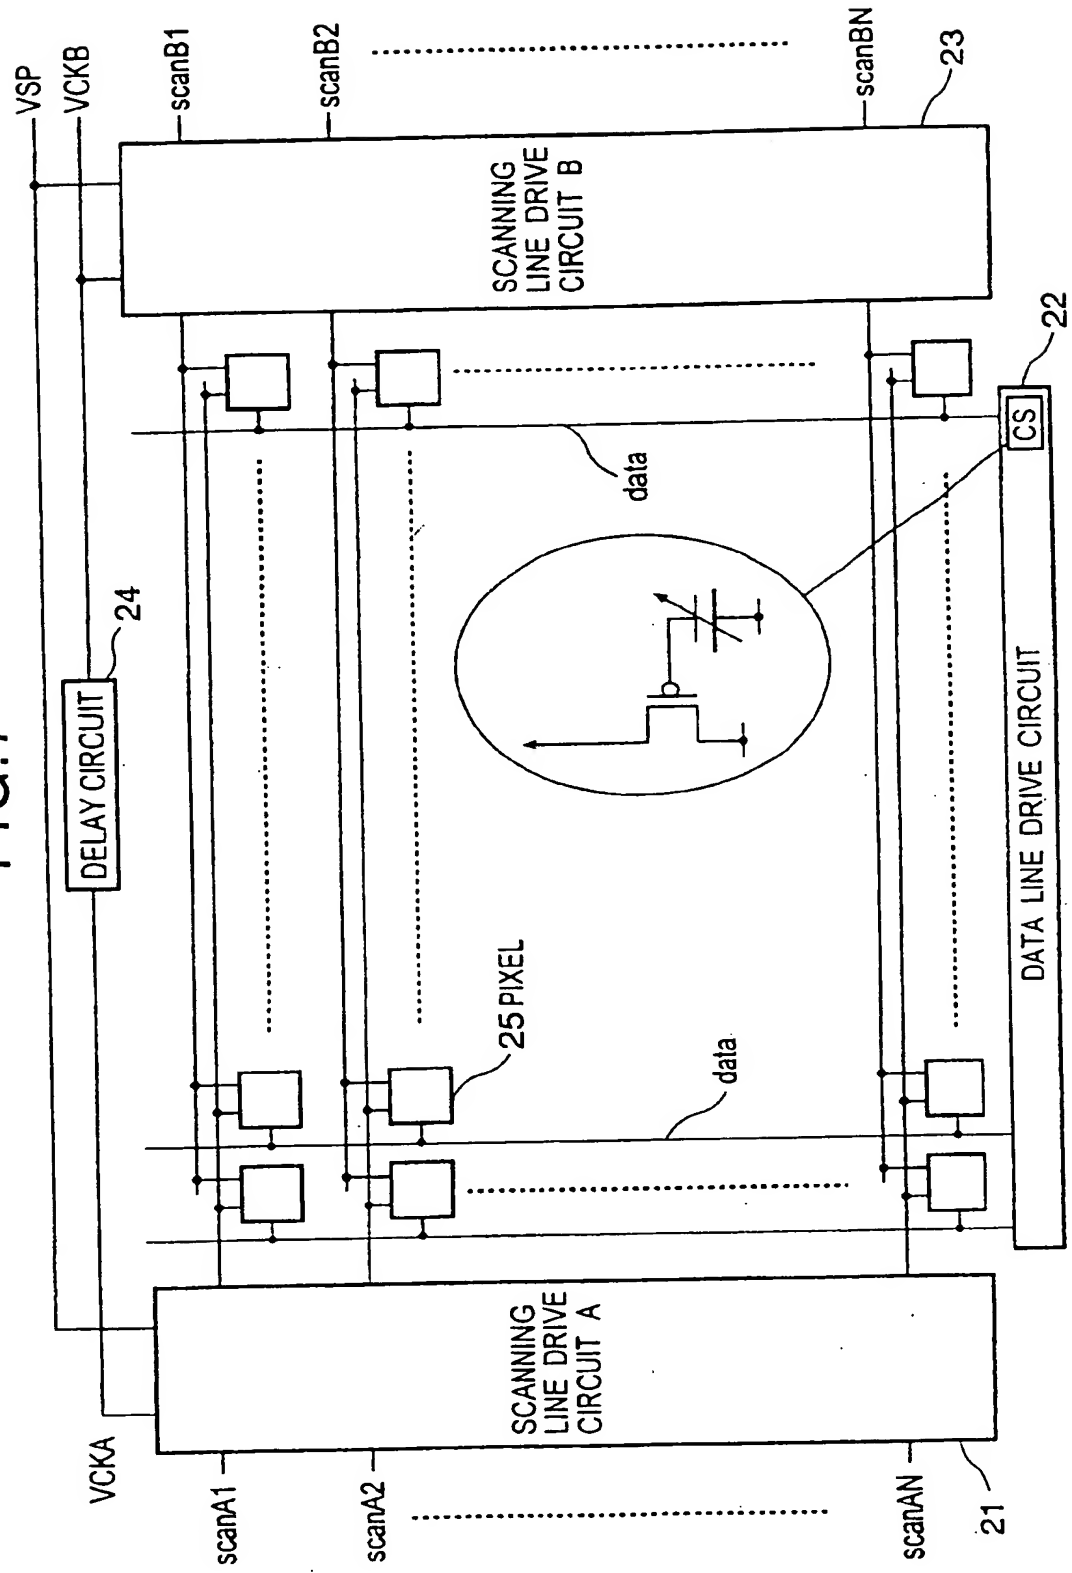 VSP
VCKB
VCKA
DELAY CIRCUIT
24
scanA1
scanA2
scanAN
scanB1
scanB2
scanBN
SCANNING
LINE DRIVE
CIRCUIT A
21
SCANNING
LINE DRIVE
CIRCUIT B
23
25 PIXEL
data
data
CS
22
DATA LINE DRIVE CIRCUIT